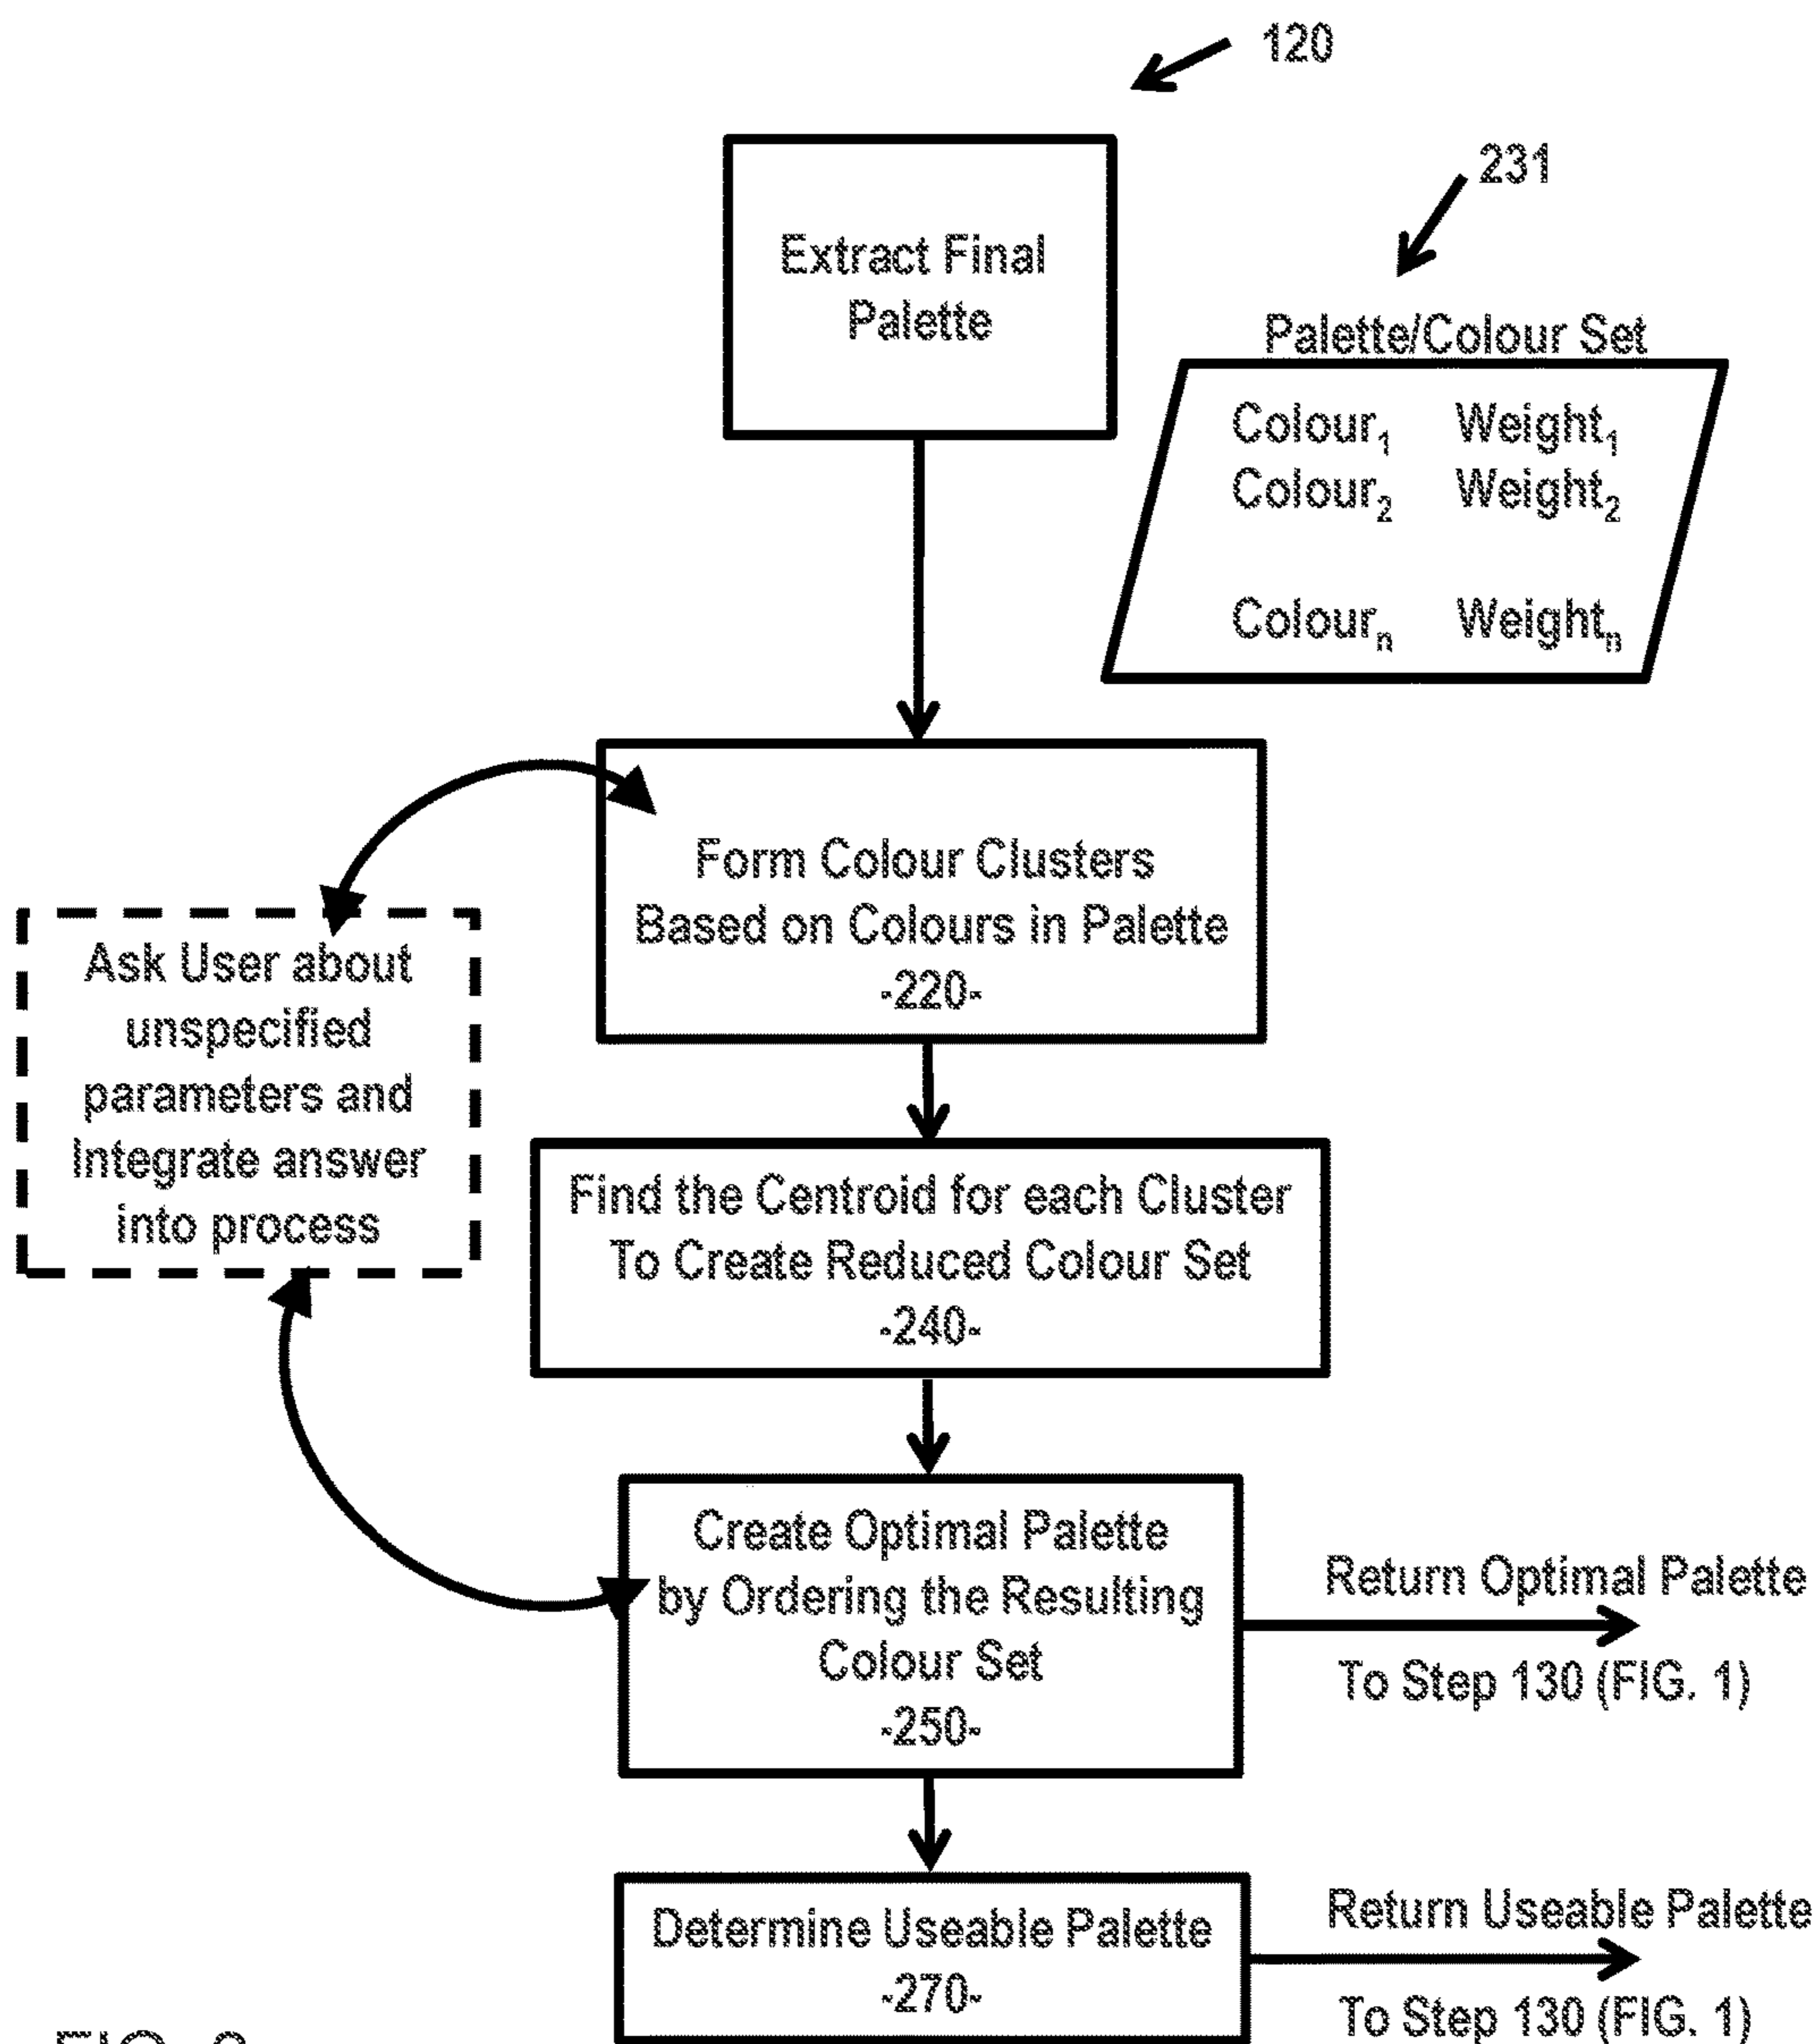 120
231
Extract Final
Palette
Palette/Colour Set
Colour₁ Weight₁
Colour₂ Weight₂
Colourₙ Weightₙ
Form Colour Clusters
Based on Colours in Palette
-220-
Ask User about
unspecified
parameters and
integrate answer
into process
Find the Centroid for each Cluster
To Create Reduced Colour Set
-240-
Create Optimal Palette
by Ordering the Resulting
Colour Set
-250-
Return Optimal Palette
To Step 130 (FIG. 1)
Determine Useable Palette
-270-
Return Useable Palette
To Step 130 (FIG. 1)
FIG.